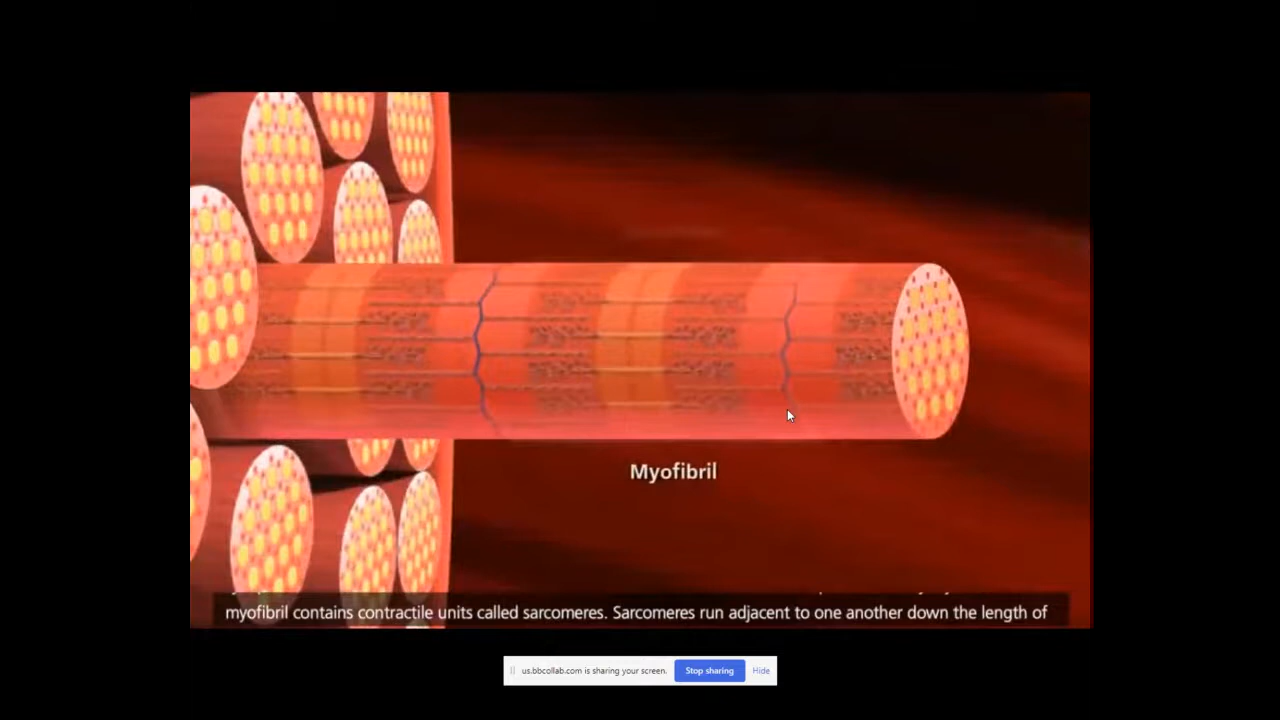 Myofibril
myofibril contains contractile units called sarcomeres. Sarcomeres run adjacent to one another down the length of
us.bbcollab.com is sharing your screen. Stop sharing Hide